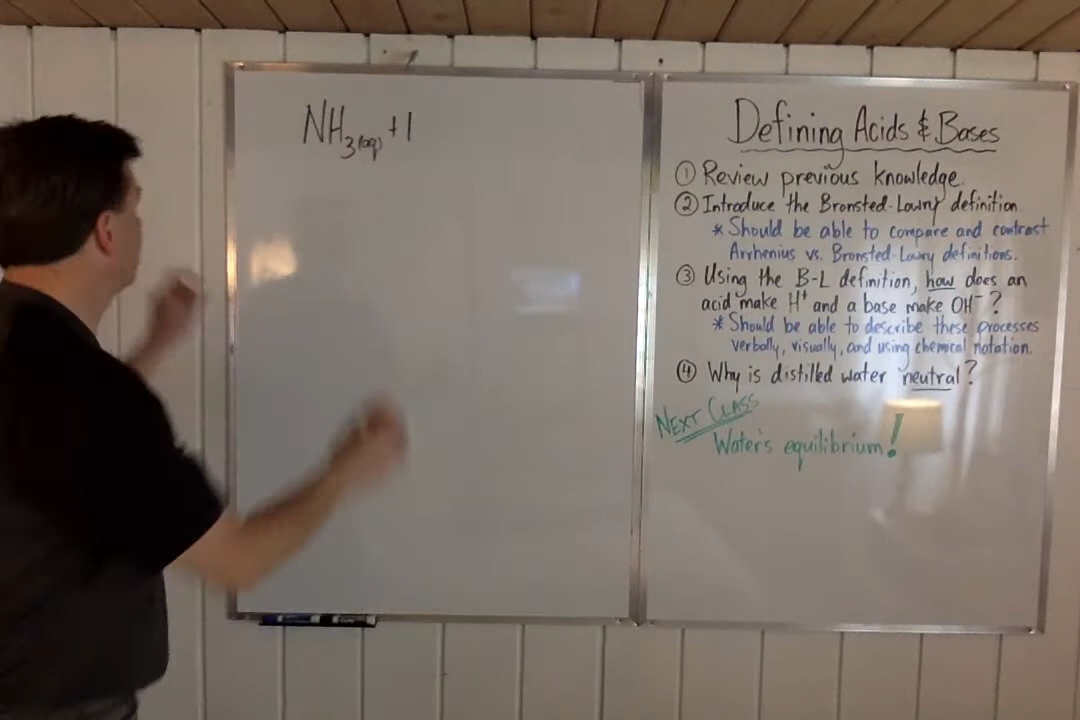 NH3(aq) + I
Defining Acids & Bases
① Review previous knowledge.
② Introduce the Bronsted-Lowry definition.
* Should be able to compare and contrast
Arrhenius vs. Bronsted-Lowry definitions.
③ Using the B-L definition, how does an
acid make H⁺ and a base make OH⁻?
* Should be able to describe these processes
verbally, visually, and using chemical notation.
④ Why is distilled water neutral?
NEXT CLASS
Water's equilibrium!